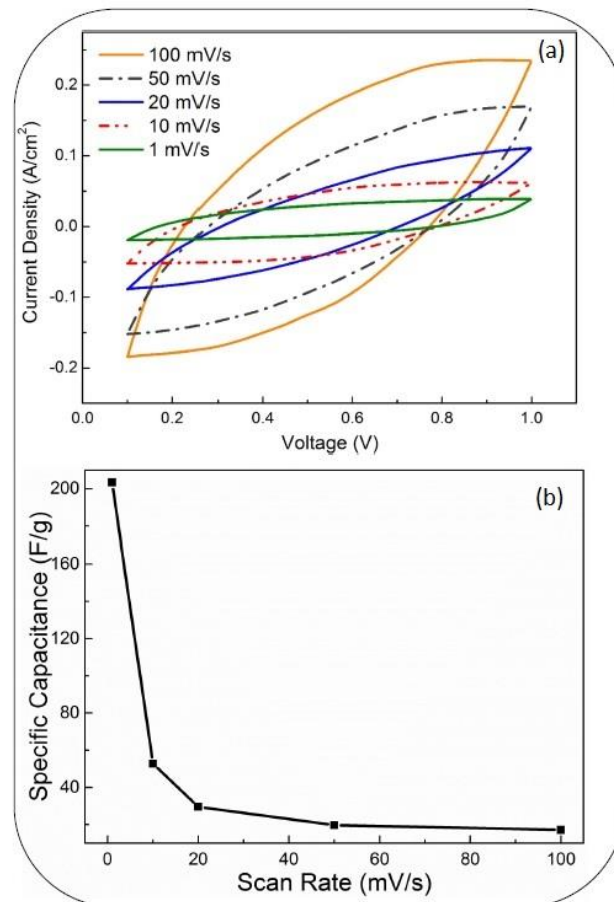 (a)
100 mV/s
50 mV/s
20 mV/s
10 mV/s
1 mV/s
Current Density (A/cm²)
0.2
0.1
0.0
-0.1
-0.2
0.0 0.2 0.4 0.6 0.8 1.0
Voltage (V)
(b)
Specific Capacitance (F/g)
200
160
120
80
40
0 20 40 60 80 100
Scan Rate (mV/s)